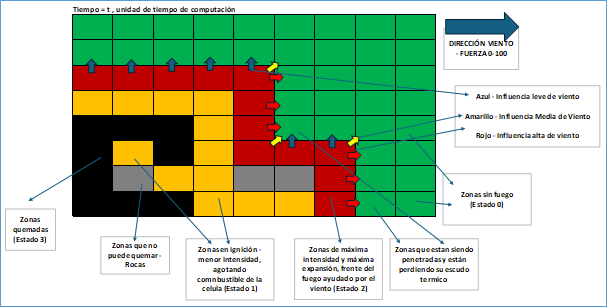 Tiempo = t , unidad de tiempo de computación
DIRECCIÓN VIENTO
- FUERZA 0-100
Azul - Influencia leve de viento
Amarillo - Influencia Media de Viento
Rojo - Influencia alta de viento
Zonas sin fuego
(Estado 0)
Zonas
quemadas
(Estado 3)
Zonas que no
puede quemar -
Rocas
Zonas en ignición -
menor intensidad,
agotando
comnbustible de la
celula (Estado 1)
Zonas de máxima
intensidad y máxima
expansión, frente del
fuego ayudado por
el viento (Estado 2)
Zonas que estan siendo
penetradas y están
perdiendo su escudo
termico